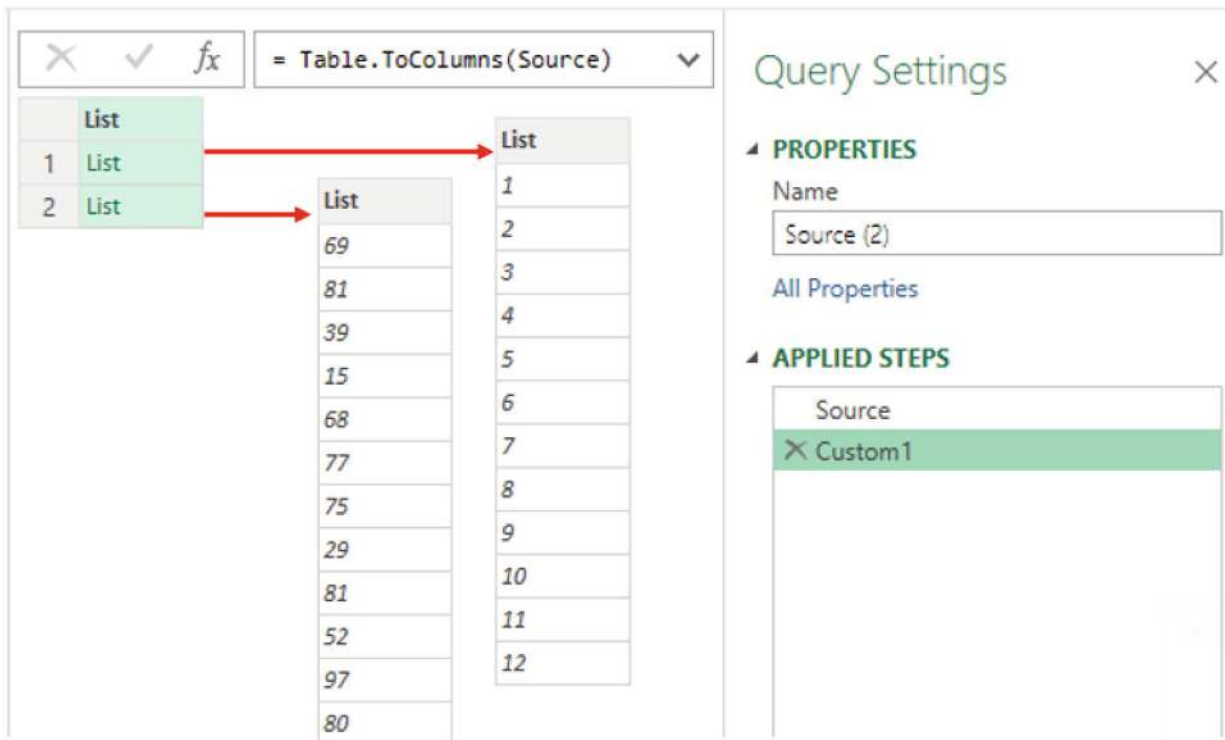 fx
= Table.ToColumns(Source)
List
1 List
2 List
List
69
81
39
15
68
77
75
29
81
52
97
80
List
1
2
3
4
5
6
7
8
9
10
11
12
Query Settings
PROPERTIES
Name
Source (2)
All Properties
APPLIED STEPS
Source
Custom1